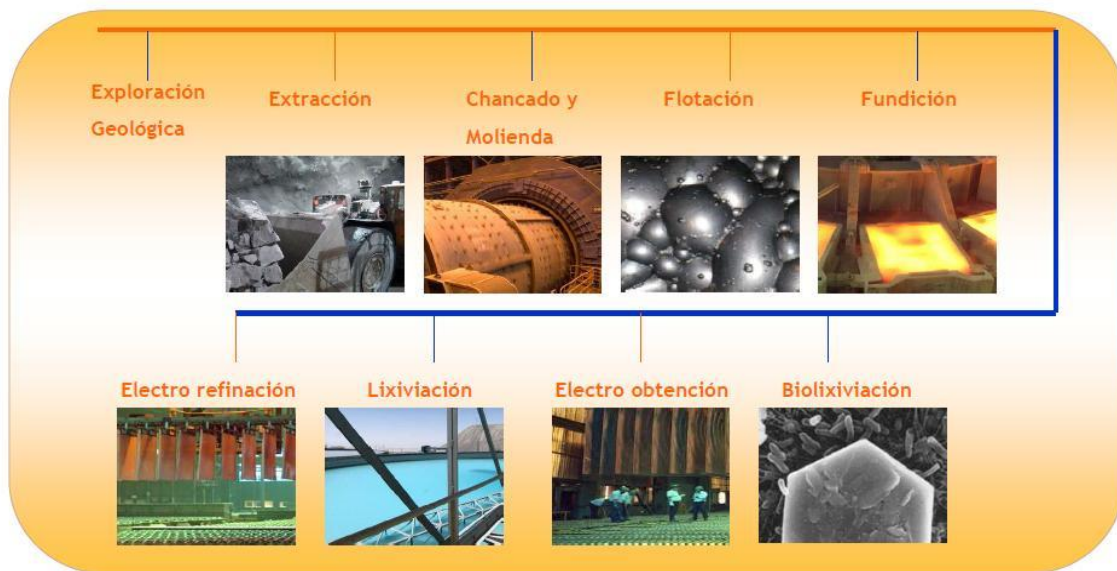 Exploración
Geológica
Extracción
Chancado y
Molienda
Flotación
Fundición
Electro refinación
Lixiviación
Electro obtención
Biolixiviación